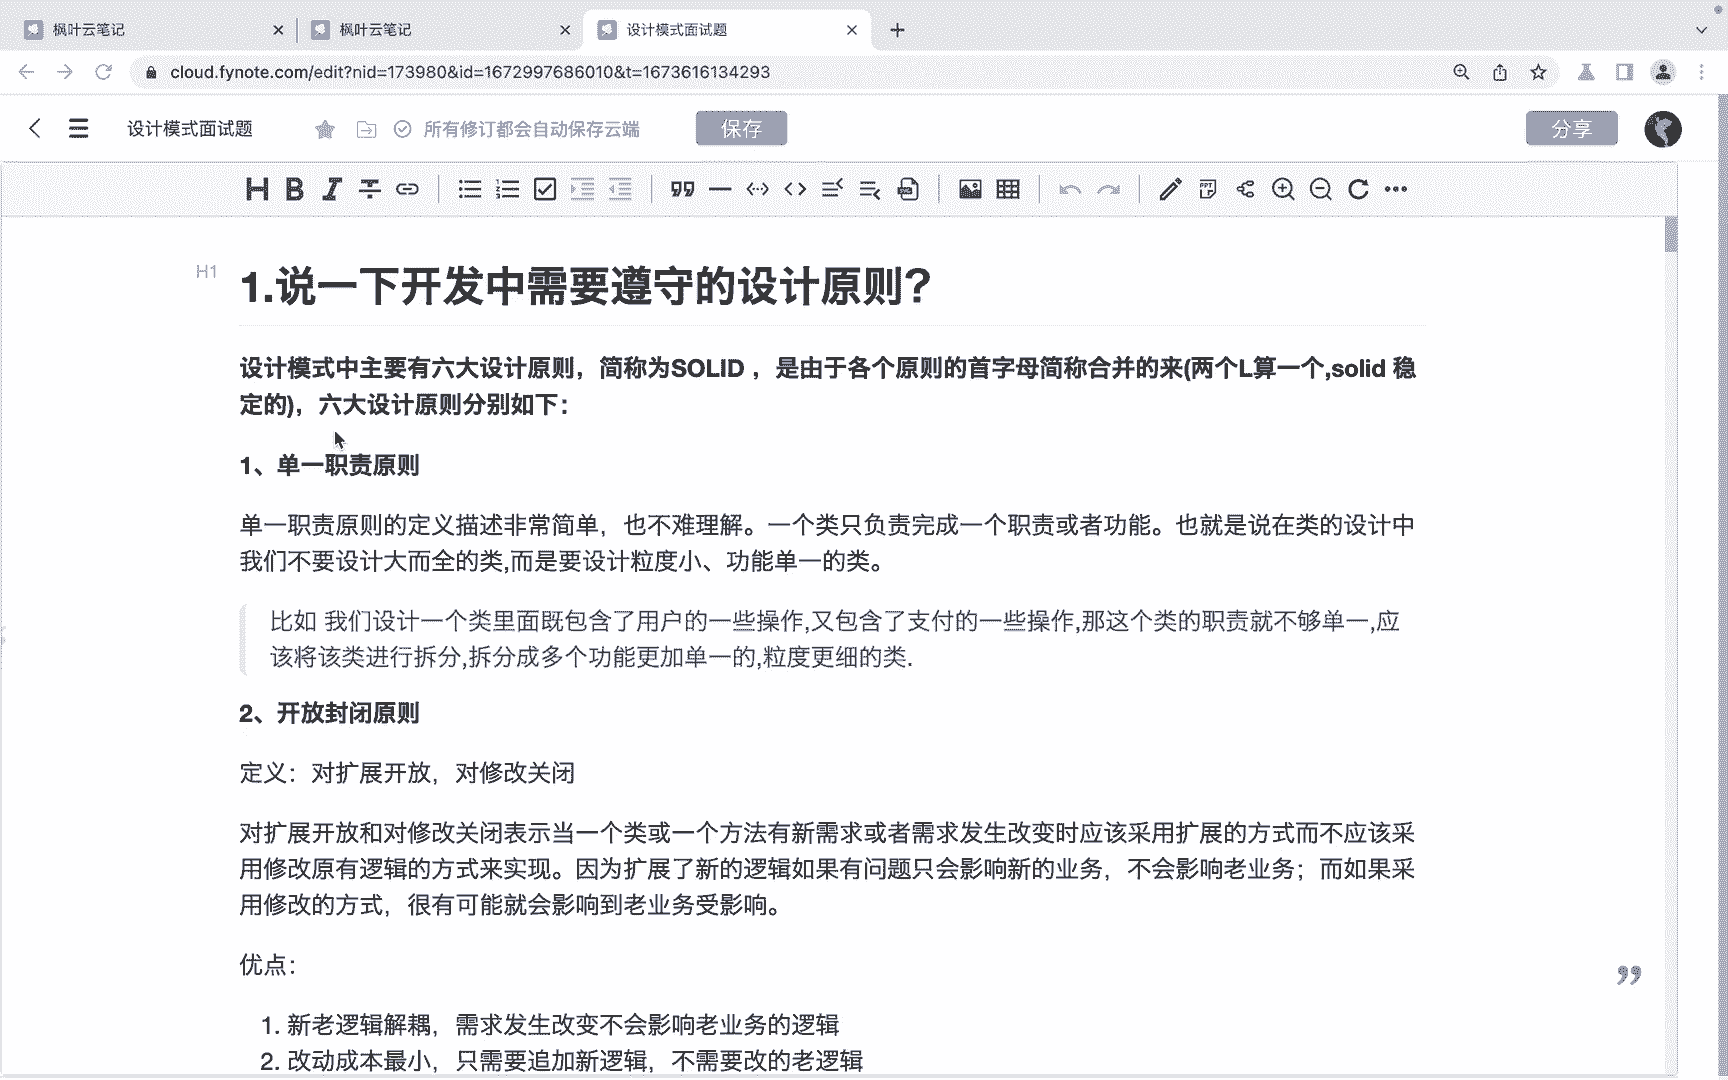 枫叶云笔记
枫叶云笔记
设计模式面试题
cloud.fynote.com/edit?nid=173980&id=1672997686010&t=1673616134293
设计模式面试题
所有修订都会自动保存云端
保存
分享
H1
1.说一下开发中需要遵守的设计原则?
设计模式中主要有六大设计原则，简称为SOLID ，是由于各个原则的首字母简称合并的来(两个L算一个,solid 稳
定的)，六大设计原则分别如下：
1、单一职责原则
单一职责原则的定义描述非常简单，也不难理解。一个类只负责完成一个职责或者功能。也就是说在类的设计中
我们不要设计大而全的类,而是要设计粒度小、功能单一的类。
比如 我们设计一个类里面既包含了用户的一些操作,又包含了支付的一些操作,那这个类的职责就不够单一,应
该将该类进行拆分,拆分成多个功能更加单一的,粒度更细的类.
2、开放封闭原则
定义：对扩展开放，对修改关闭
对扩展开放和对修改关闭表示当一个类或一个方法有新需求或者需求发生改变时应该采用扩展的方式而不应该采
用修改原有逻辑的方式来实现。因为扩展了新的逻辑如果有问题只会影响新的业务，不会影响老业务；而如果采
用修改的方式，很有可能就会影响到老业务受影响。
优点：
1. 新老逻辑解耦，需求发生改变不会影响老业务的逻辑
2. 改动成本最小，只需要追加新逻辑，不需要改的老逻辑